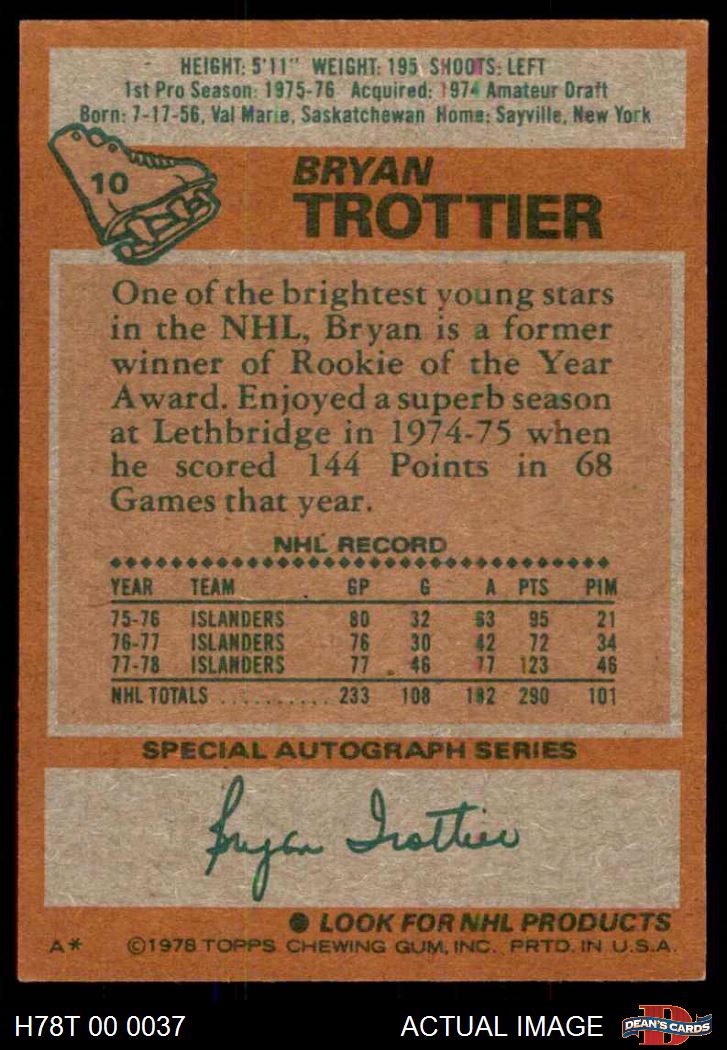 HEIGHT: 5'11" WEIGHT: 195 SHOOTS: LEFT
1st Pro Season: 1975-76 Acquired: 1974 Amateur Draft
Born: 7-17-56, Val Marie, Saskatchewan Home: Sayville, New York
10
BRYAN
TROTTIER
One of the brightest young stars
in the NHL, Bryan is a former
winner of Rookie of the Year
Award. Enjoyed a superb season
at Lethbridge in 1974-75 when
he scored 144 Points in 68
Games that year.
NHL RECORD
YEAR TEAM GP G A PTS PIM
75-76 ISLANDERS 80 32 63 95 21
76-77 ISLANDERS 76 30 42 72 34
77-78 ISLANDERS 77 46 77 123 46
NHL TOTALS .......... 233 108 182 290 101
SPECIAL AUTOGRAPH SERIES
Bryan Trottier
● LOOK FOR NHL PRODUCTS
A* ©1978 TOPPS CHEWING GUM, INC. PRTD. IN U.S.A.
H78T 00 0037 ACTUAL IMAGE
D
DEAN'S CARDS